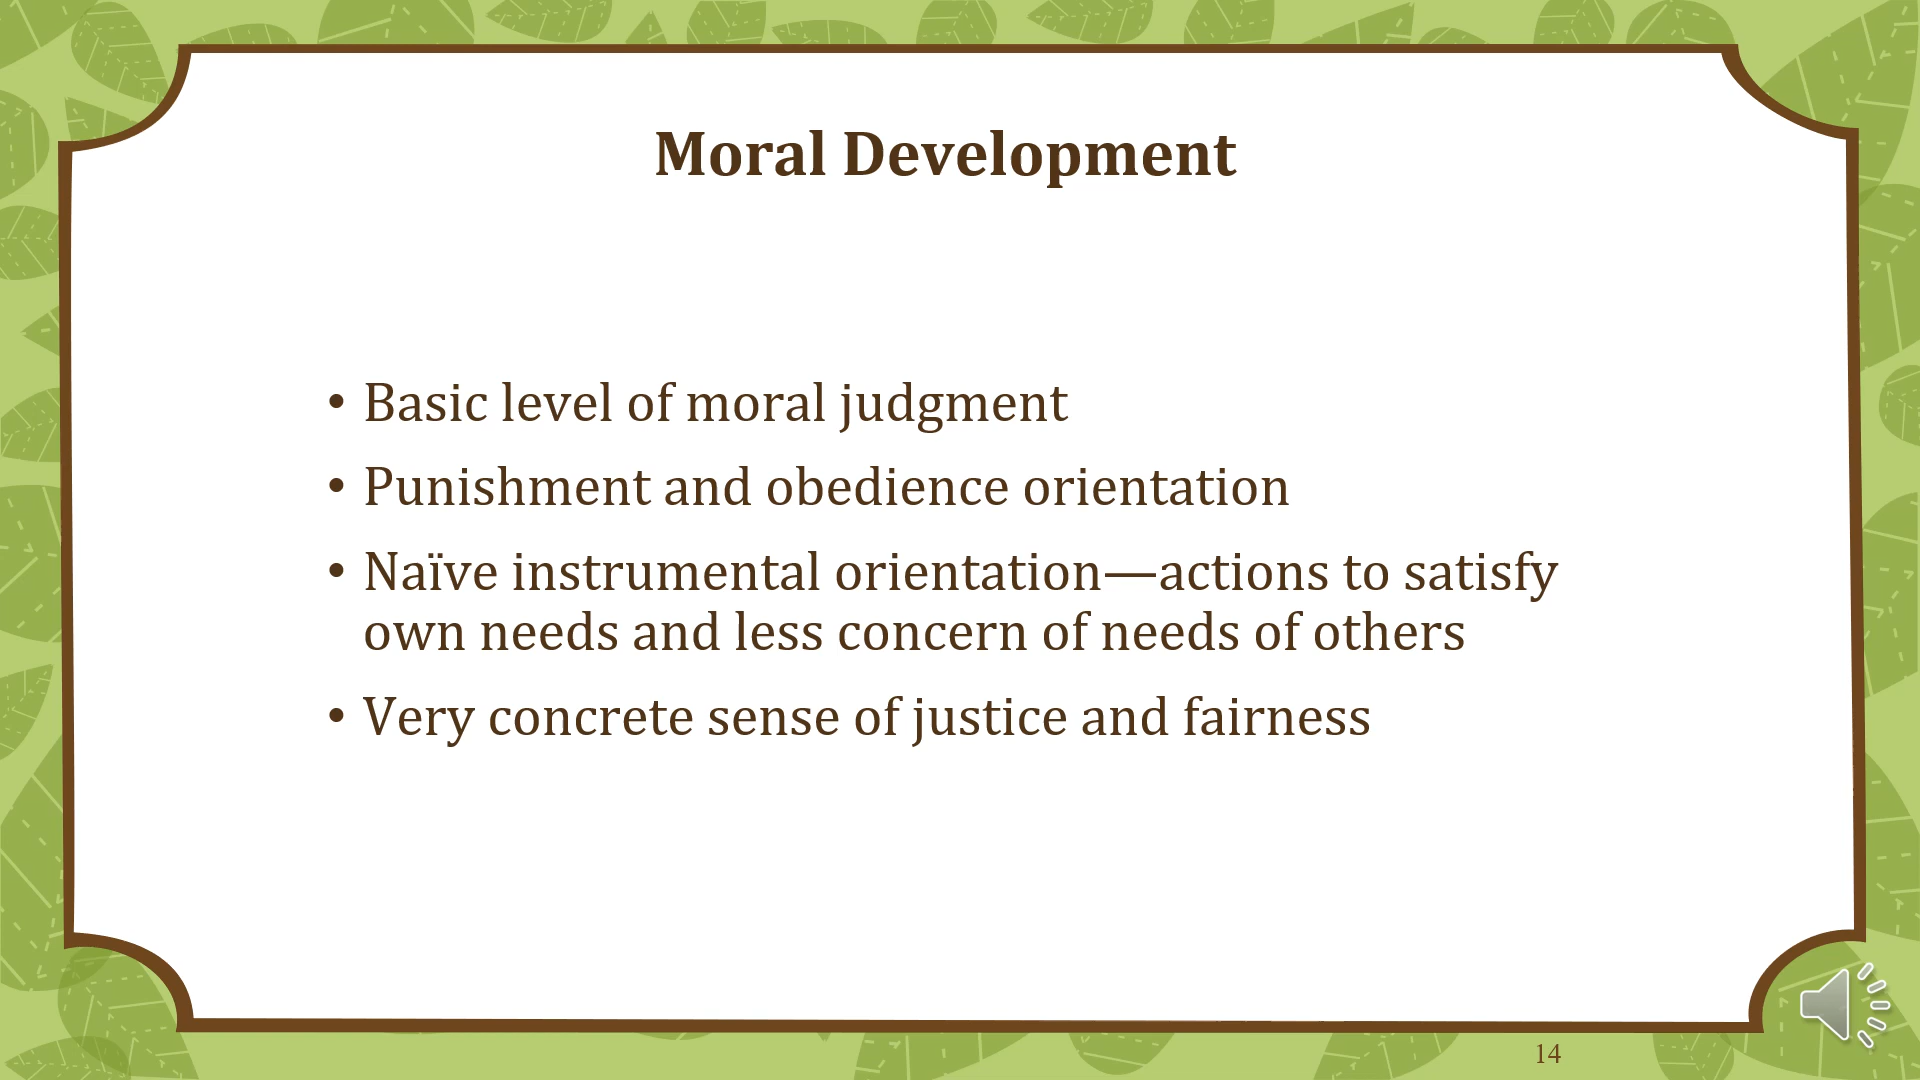 Moral Development
• Basic level of moral judgment
• Punishment and obedience orientation
• Naïve instrumental orientation—actions to satisfy
own needs and less concern of needs of others
• Very concrete sense of justice and fairness
14